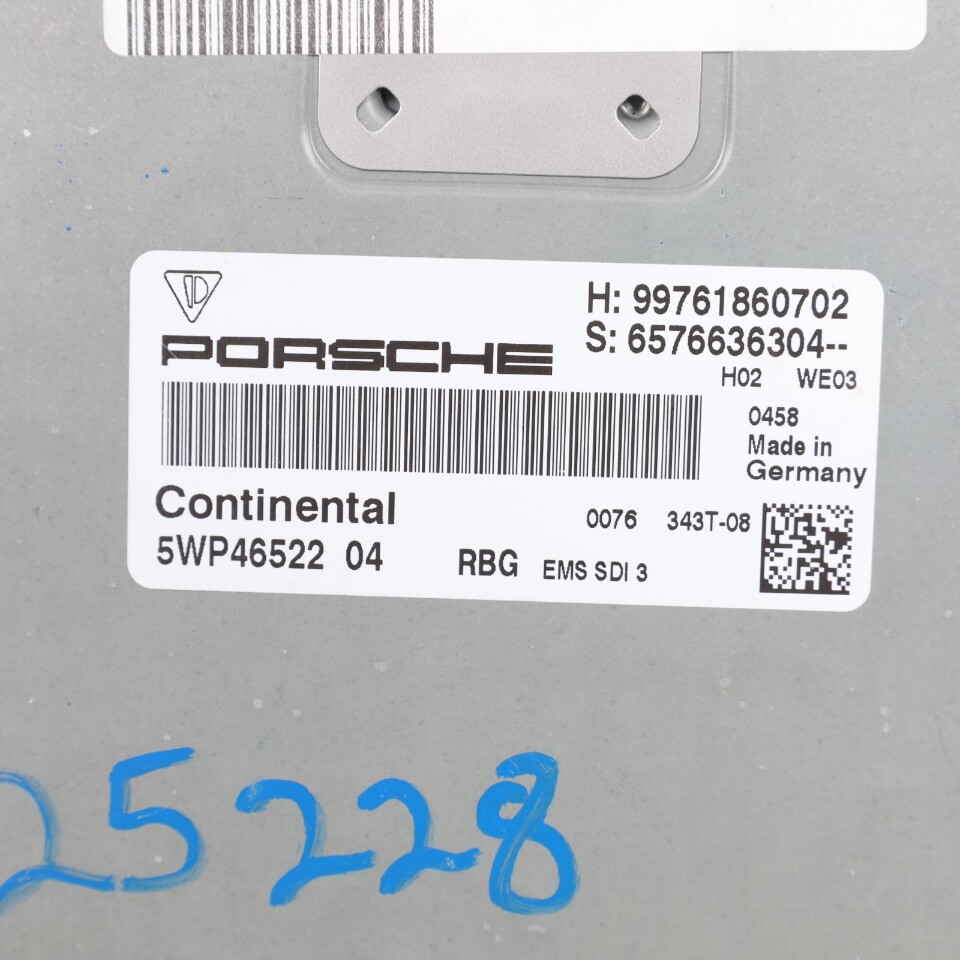 H: 99761860702
PORSCHE
S: 6576636304--
H02 WE03
0458
Made in
Germany
Continental
0076 343T-08
5WP46522 04
RBG EMS SDI 3
25228